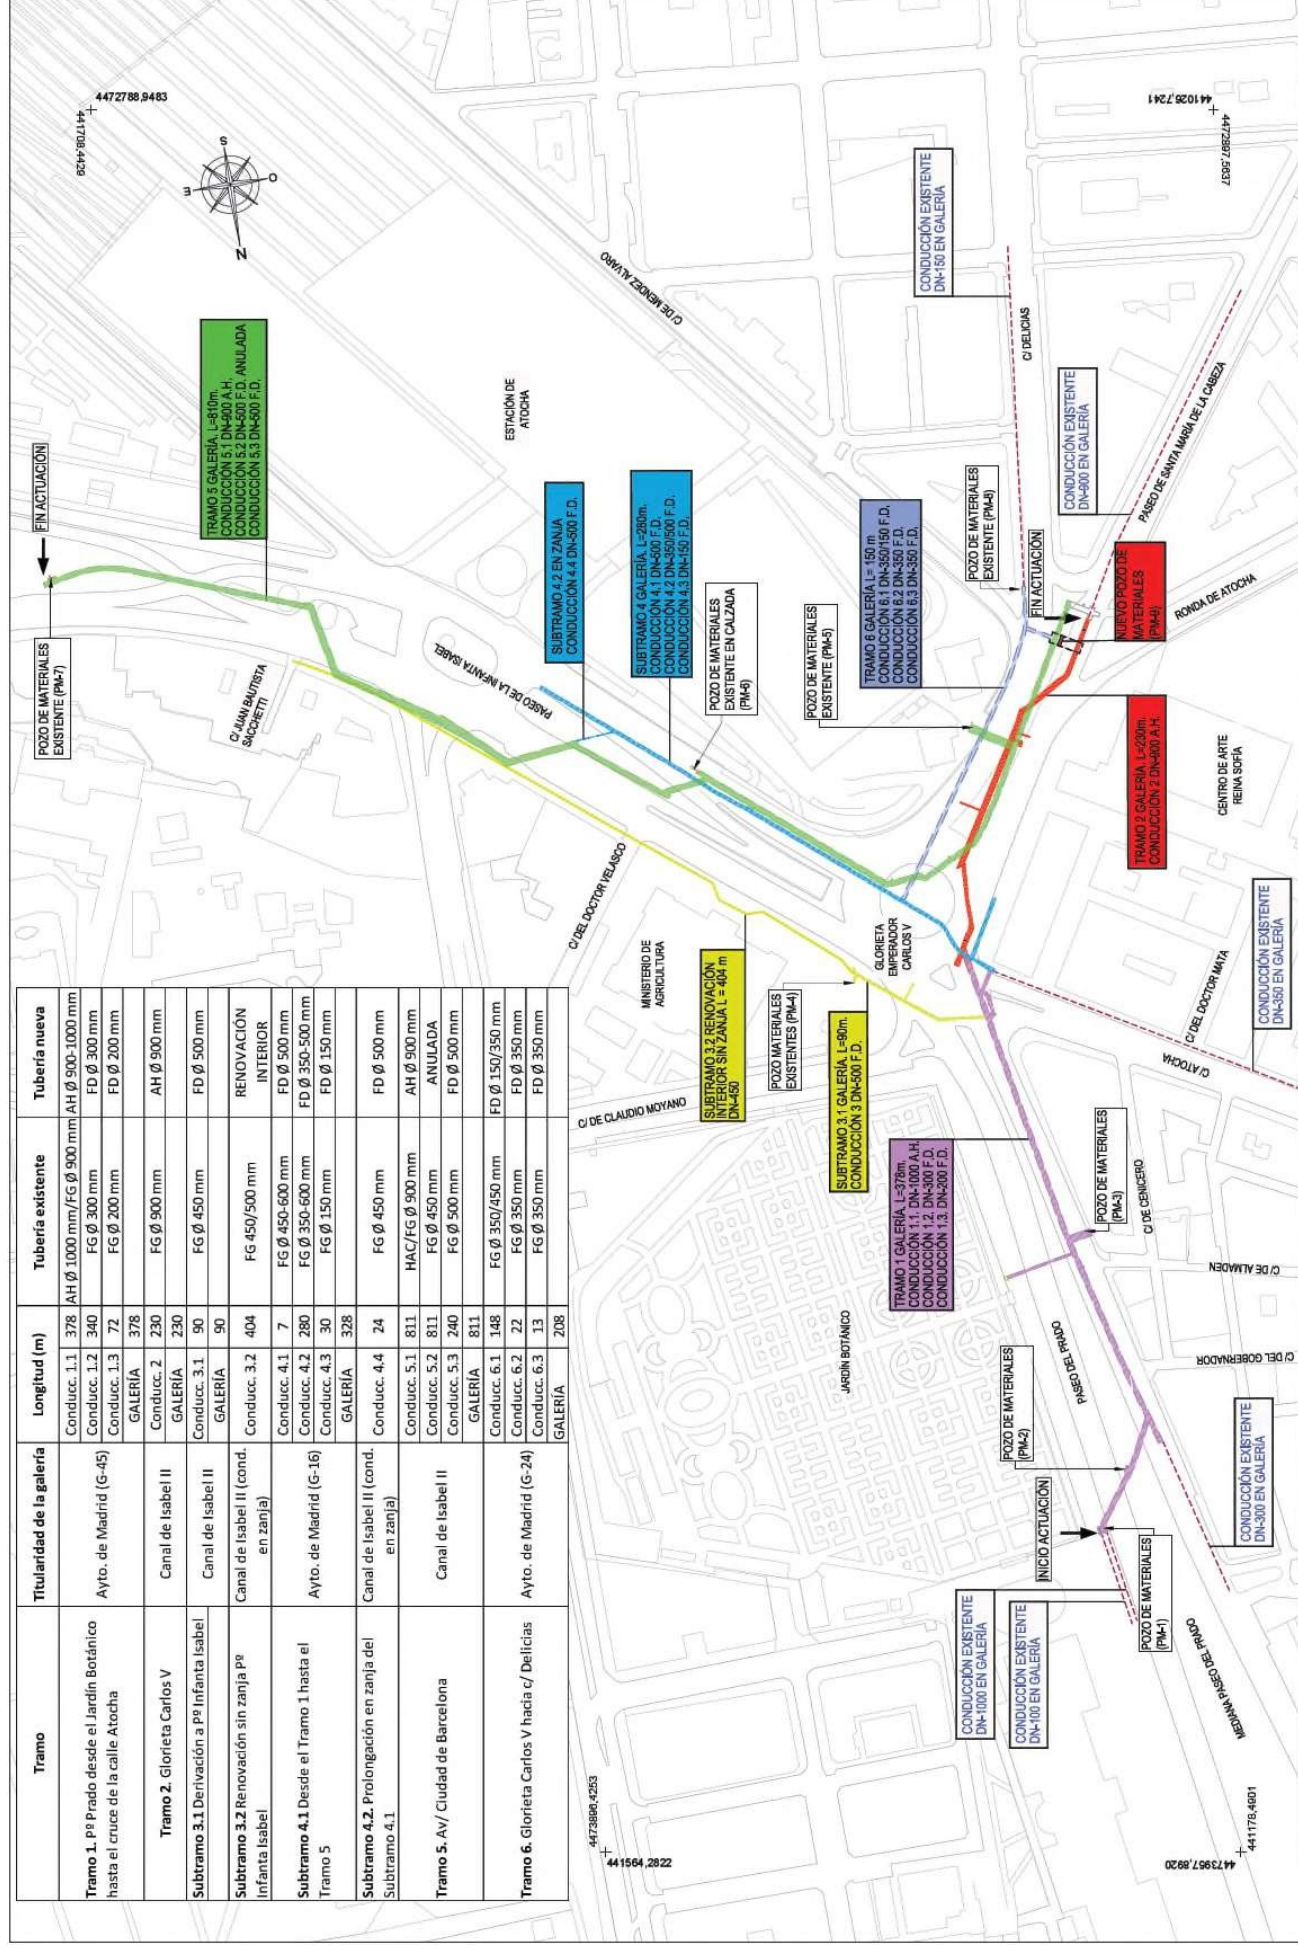 Tramo | Titularidad de la galería | Longitud (m) | Tubería existente | Tubería nueva
Tramo 1. Pº Prado desde el Jardín Botánico hasta el cruce de la calle Atocha | Ayto. de Madrid (G-45) | Conducc. 1.1 | 378 | AH Ø 1000 mm/FG Ø 900 mm | AH Ø 900-1000 mm
Conducc. 1.2 | 340 | FG Ø 300 mm | FD Ø 300 mm
Conducc. 1.3 | 72 | FG Ø 200 mm | FD Ø 200 mm
GALERÍA | 378
Tramo 2. Glorieta Carlos V | Canal de Isabel II | Conducc. 2 | 230 | FG Ø 900 mm | AH Ø 900 mm
GALERÍA | 230
Subtramo 3.1 Derivación a Pº Infanta Isabel | Canal de Isabel II | Conducc. 3.1 | 90 | FG Ø 450 mm | FD Ø 500 mm
GALERÍA | 90
Subtramo 3.2 Renovación sin zanja Pº Infanta Isabel | Canal de Isabel II (cond. en zanja) | Conducc. 3.2 | 404 | FG 450/500 mm | RENOVACIÓN INTERIOR
Subtramo 4.1 Desde el Tramo 1 hasta el Tramo 5 | Ayto. de Madrid (G-16) | Conducc. 4.1 | 7 | FG Ø 450-600 mm | FD Ø 500 mm
Conducc. 4.2 | 280 | FG Ø 350-600 mm | FD Ø 350-500 mm
Conducc. 4.3 | 30 | FG Ø 150 mm | FD Ø 150 mm
GALERÍA | 328
Subtramo 4.2. Prolongación en zanja del Subtramo 4.1 | Canal de Isabel II (cond. en zanja) | Conducc. 4.4 | 24 | FG Ø 450 mm | FD Ø 500 mm
Tramo 5. Av/ Ciudad de Barcelona | Canal de Isabel II | Conducc. 5.1 | 811 | HAC/FG Ø 900 mm | AH Ø 900 mm
Conducc. 5.2 | 811 | FG Ø 450 mm | ANULADA
Conducc. 5.3 | 240 | FG Ø 500 mm | FD Ø 500 mm
GALERÍA | 811
Tramo 6. Glorieta Carlos V hacia c/ Delicias | Ayto. de Madrid (G-24) | Conducc. 6.1 | 148 | FG Ø 350/450 mm | FD Ø 150/350 mm
Conducc. 6.2 | 22 | FG Ø 350 mm | FD Ø 350 mm
Conducc. 6.3 | 13 | FG Ø 350 mm | FD Ø 350 mm
GALERÍA | 208
POZO DE MATERIALES
EXISTENTE (PM-7)
FIN ACTUACIÓN
441708,4429
4472788,9483
N
S
E
O
TRAMO 5 GALERÍA. L=810m.
CONDUCCIÓN 5.1 DN-900 A.H.
CONDUCCIÓN 5.2 DN-500 F.D. ANULADA
CONDUCCIÓN 5.3 DN-500 F.D.
C/ JUAN BAUTISTA
SACCHETTI
PASEO DE LA INFANTA ISABEL
ESTACIÓN DE
ATOCHA
C/ DE MENDEZ ALVARO
SUBTRAMO 4.2 EN ZANJA
CONDUCCIÓN 4.4 DN-500 F.D.
SUBTRAMO 4 GALERÍA. L=280m.
CONDUCCIÓN 4.1 DN-500 F.D.
CONDUCCIÓN 4.2 DN-350/500 F.D.
CONDUCCIÓN 4.3 DN-150 F.D.
POZO DE MATERIALES
EXISTENTE EN CALZADA
(PM-6)
C/ DEL DOCTOR VELASCO
MINISTERIO DE
AGRICULTURA
C/ DE CLAUDIO MOYANO
SUBTRAMO 3.2 RENOVACIÓN
INTERIOR SIN ZANJA L = 404 m
DN-450
POZO MATERIALES
EXISTENTES (PM-4)
SUBTRAMO 3.1 GALERÍA. L=90m.
CONDUCCIÓN 3 DN-500 F.D.
GLORIETA
EMPERADOR
CARLOS V
POZO DE MATERIALES
EXISTENTE (PM-5)
TRAMO 6 GALERÍA L= 150 m
CONDUCCIÓN 6.1 DN-350/150 F.D.
CONDUCCIÓN 6.2 DN-350 F.D.
CONDUCCIÓN 6.3 DN-350 F.D.
CONDUCCIÓN EXISTENTE
DN-150 EN GALERÍA
C/ DELICIAS
POZO DE MATERIALES
EXISTENTE (PM-8)
FIN ACTUACIÓN
CONDUCCIÓN EXISTENTE
DN-900 EN GALERÍA
PASEO DE SANTA MARÍA DE LA CABEZA
NUEVO POZO DE
MATERIALES
(PM-9)
RONDA DE ATOCHA
441026,7241
4472897,5637
TRAMO 2 GALERÍA. L=230m.
CONDUCCIÓN 2 DN-900 A.H.
CENTRO DE ARTE
REINA SOFÍA
CONDUCCIÓN EXISTENTE
DN-350 EN GALERÍA
C/ DEL DOCTOR MATA
C/ ATOCHA
TRAMO 1 GALERÍA. L=378m.
CONDUCCIÓN 1.1. DN-1000 A.H.
CONDUCCIÓN 1.2. DN-300 F.D.
CONDUCCIÓN 1.3. DN-200 F.D.
POZO DE MATERIALES
(PM-3)
C/ DE CENICERO
C/ DE ALMADEN
C/ DEL GOBERNADOR
JARDÍN BOTÁNICO
PASEO DEL PRADO
POZO DE MATERIALES
(PM-2)
INICIO ACTUACIÓN
CONDUCCIÓN EXISTENTE
DN-300 EN GALERÍA
CONDUCCIÓN EXISTENTE
DN-1000 EN GALERÍA
CONDUCCIÓN EXISTENTE
DN-100 EN GALERÍA
POZO DE MATERIALES
(PM-1)
MEDIANA PASEO DEL PRADO
4473896,4253
441564,2822
4473957,8920
441178,4901